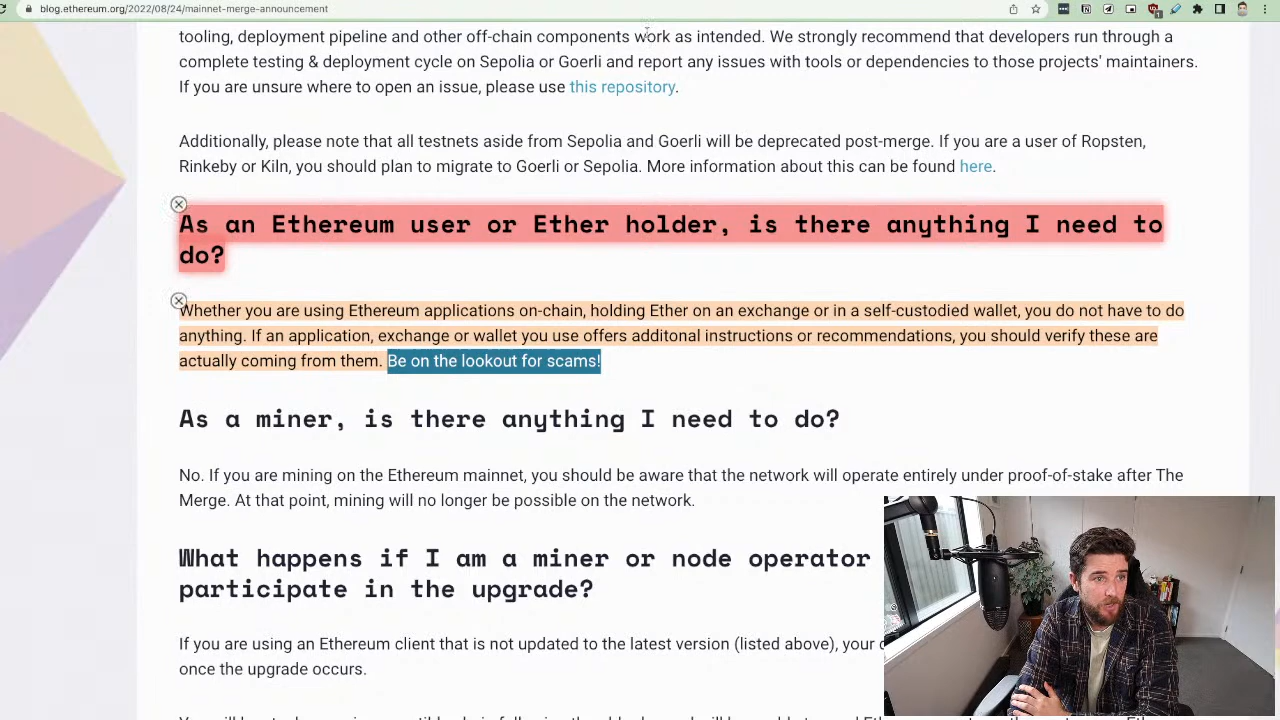 blog.ethereum.org/2022/08/24/mainnet-merge-announcement
tooling, deployment pipeline and other off-chain components work as intended. We strongly recommend that developers run through a
complete testing & deployment cycle on Sepolia or Goerli and report any issues with tools or dependencies to those projects' maintainers.
If you are unsure where to open an issue, please use this repository.
Additionally, please note that all testnets aside from Sepolia and Goerli will be deprecated post-merge. If you are a user of Ropsten,
Rinkeby or Kiln, you should plan to migrate to Goerli or Sepolia. More information about this can be found here.
As an Ethereum user or Ether holder, is there anything I need to
do?
Whether you are using Ethereum applications on-chain, holding Ether on an exchange or in a self-custodied wallet, you do not have to do
anything. If an application, exchange or wallet you use offers additonal instructions or recommendations, you should verify these are
actually coming from them. Be on the lookout for scams!
As a miner, is there anything I need to do?
No. If you are mining on the Ethereum mainnet, you should be aware that the network will operate entirely under proof-of-stake after The
Merge. At that point, mining will no longer be possible on the network.
What happens if I am a miner or node operator
participate in the upgrade?
If you are using an Ethereum client that is not updated to the latest version (listed above), your
once the upgrade occurs.